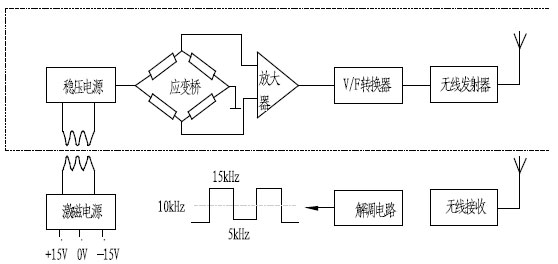 稳压电源
应变桥
放大
器
V/F转换器
无线发射器
激磁电源
+15V 0V -15V
15kHz
10kHz
5kHz
解调电路
无线接收